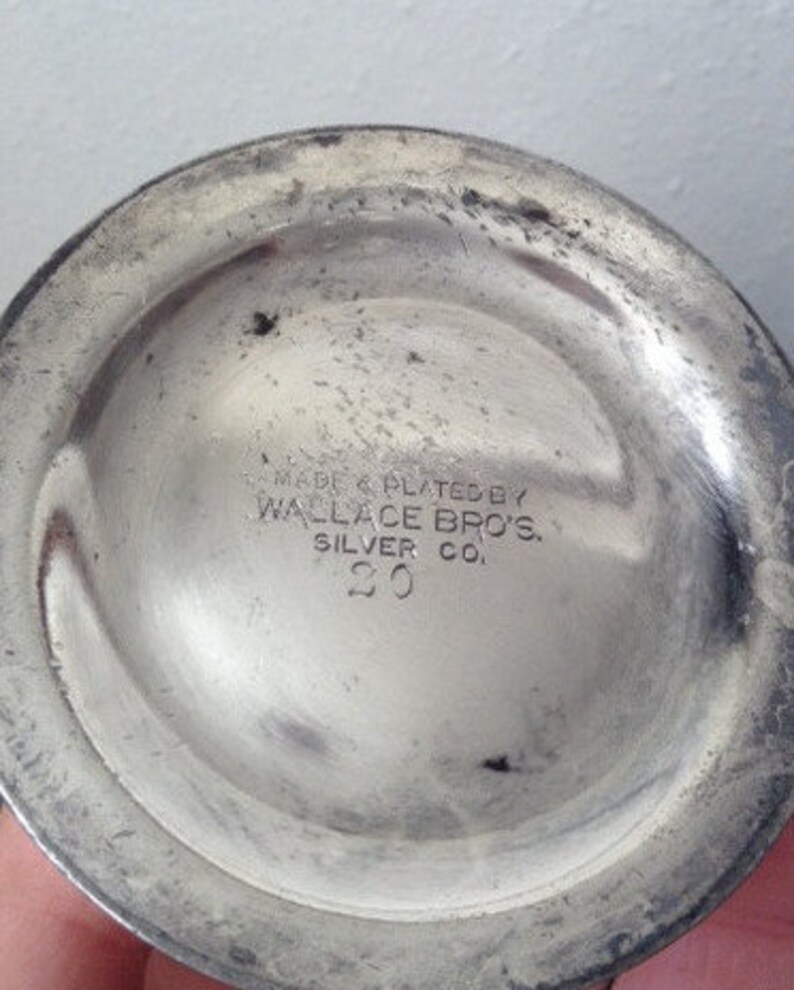 MADE & PLATED BY
WALLACE BRO'S.
SILVER CO.
20